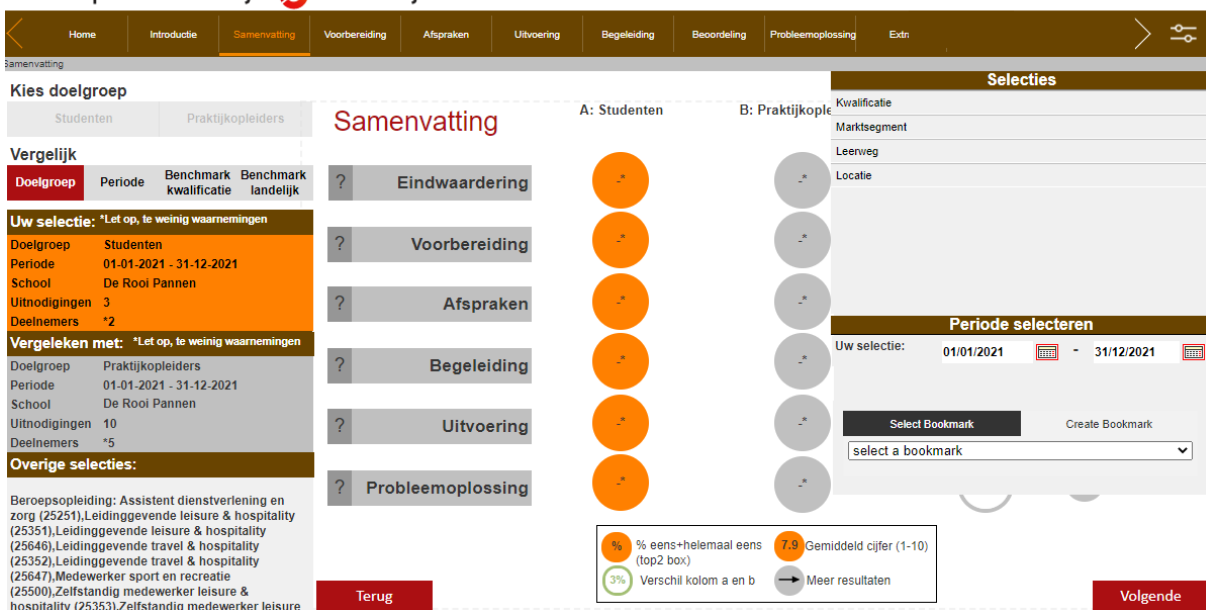 Home Introductie Samenvatting Voorbereiding Afspraken Uitvoering Begeleiding Beoordeling Probleemoplossing Extr
Samenvatting
Kies doelgroep
Studenten Praktijkopleiders
Vergelijk
Doelgroep Periode Benchmark kwalificatie Benchmark landelijk
Uw selectie: *Let op, te weinig waarnemingen
Doelgroep Studenten
Periode 01-01-2021 - 31-12-2021
School De Rooi Pannen
Uitnodigingen 3
Deelnemers *2
Vergeleken met: *Let op, te weinig waarnemingen
Doelgroep Praktijkopleiders
Periode 01-01-2021 - 31-12-2021
School De Rooi Pannen
Uitnodigingen 10
Deelnemers *5
Overige selecties:
Beroepsopleiding: Assistent dienstverlening en
zorg (25251),Leidinggevende leisure & hospitality
(25351),Leidinggevende leisure & hospitality
(25646),Leidinggevende travel & hospitality
(25352),Leidinggevende travel & hospitality
(25647),Medewerker sport en recreatie
(25500),Zelfstandig medewerker leisure &
hospitality (25353),Zelfstandig medewerker leisure
Samenvatting
A: Studenten B: Praktijkople
? Eindwaardering -* -*
? Voorbereiding -* -*
? Afspraken -* -*
? Begeleiding -* -*
? Uitvoering -* -*
? Probleemoplossing -* -*
% % eens+helemaal eens
(top2 box)
7.9 Gemiddeld cijfer (1-10)
3% Verschil kolom a en b
Meer resultaten
Terug
Volgende
Selecties
Kwalificatie
Marktsegment
Leerweg
Locatie
Periode selecteren
Uw selectie: 01/01/2021 - 31/12/2021
Select Bookmark Create Bookmark
select a bookmark